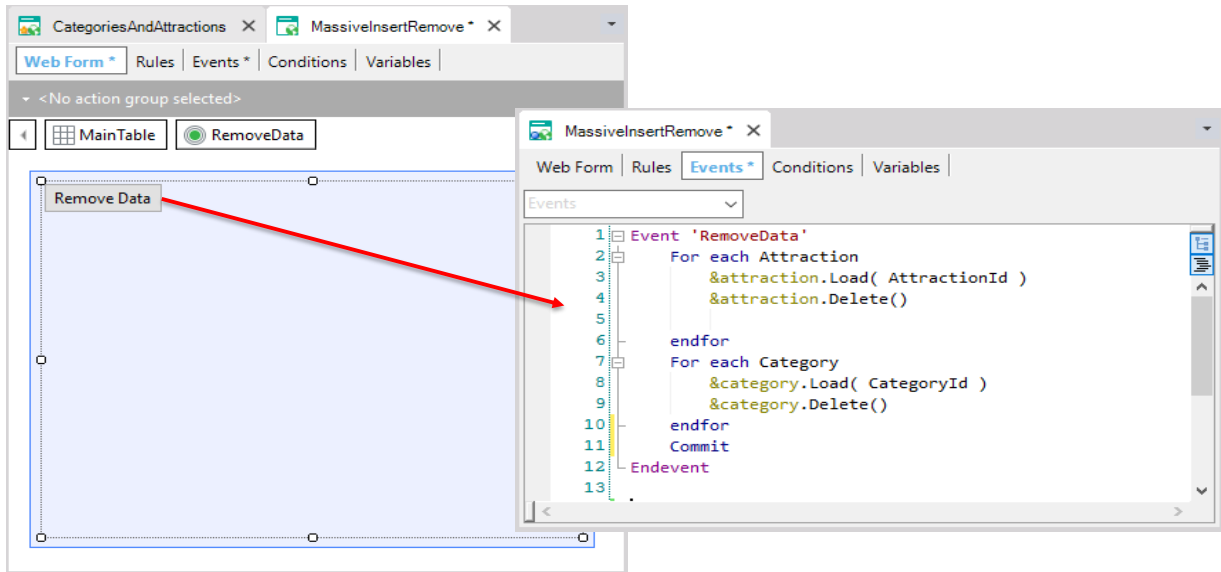 CategoriesAndAttractions MassiveInsertRemove *
Web Form * Rules Events * Conditions Variables
<No action group selected>
MainTable RemoveData
Remove Data
MassiveInsertRemove *
Web Form Rules Events * Conditions Variables
Events
1 Event 'RemoveData'
2 For each Attraction
3 &attraction.Load( AttractionId )
4 &attraction.Delete()
5
6 endfor
7 For each Category
8 &category.Load( CategoryId )
9 &category.Delete()
10 endfor
11 Commit
12 Endevent
13